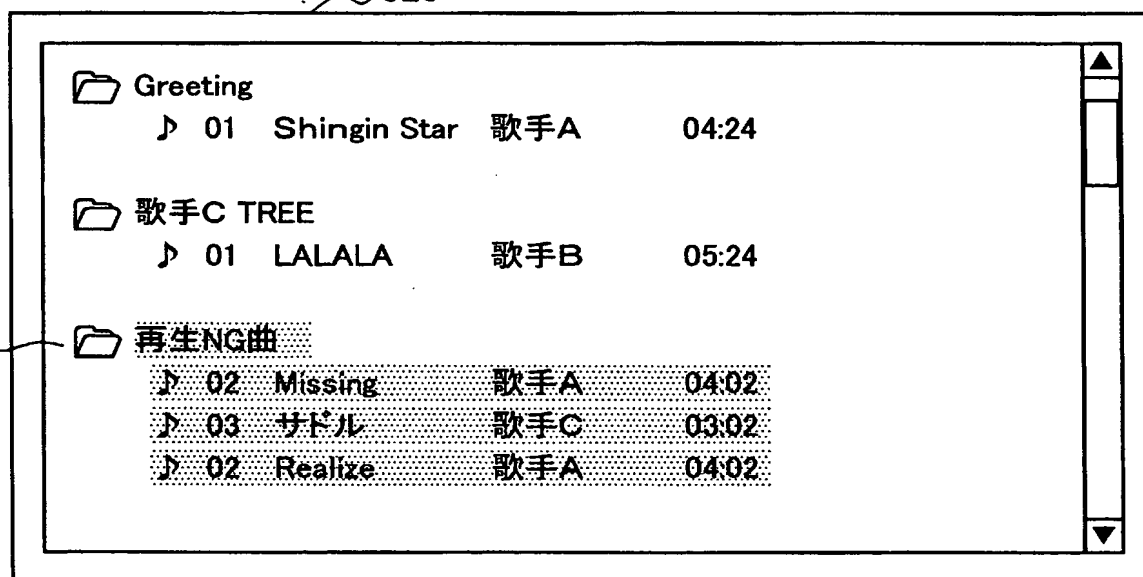 Greeting
♪ 01 Shingin Star 歌手A 04:24
歌手C TREE
♪ 01 LALALA 歌手B 05:24
再生NG曲
♪ 02 Missing 歌手A 04:02
♪ 03 サドル 歌手C 03:02
♪ 02 Realize 歌手A 04:02